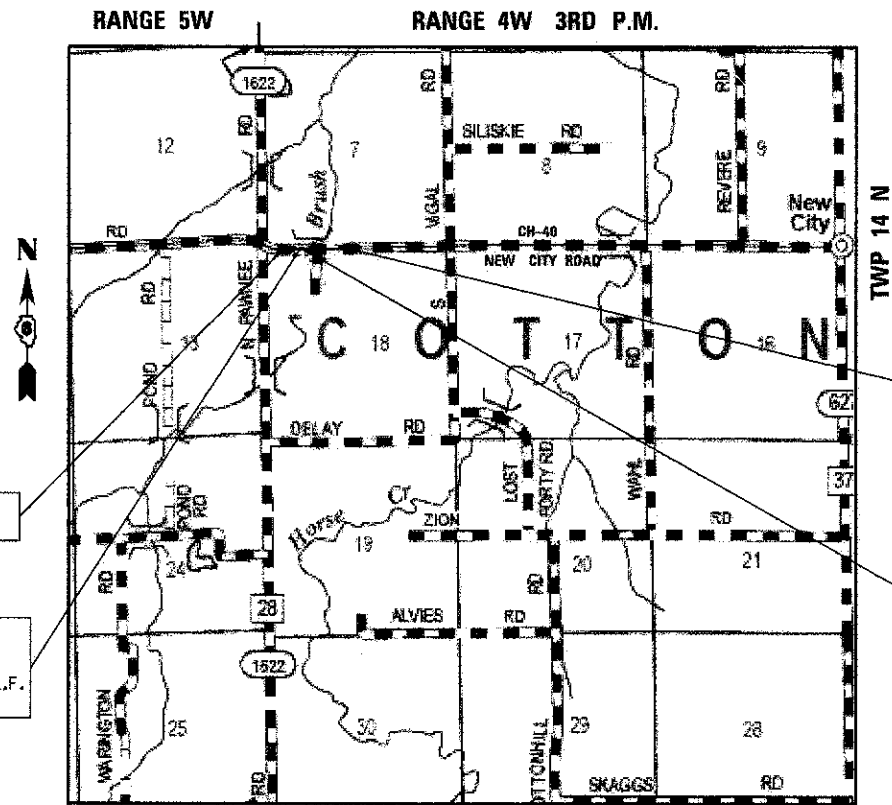 RANGE 5W RANGE 4W 3RD P.M.
1622
RD RD RD
12 7 SILISKIE RD 8 9
Brush VIGAL REVERE New
City
TWP 14 N
RD CH-40
NEW CITY ROAD
N
RD PAWNEE S
N
13 COTTON
18 17 16
POND RD
627
DELAY RD
POND RD LOST FORTY RD WAHL 37
Horse Cr ZION RD
24 19 20 21
RD RD
28 ALVIES RD
1622
L.F.
WARINGTON 25 30 29 28
RD OTTONHILL SKAGGS RD